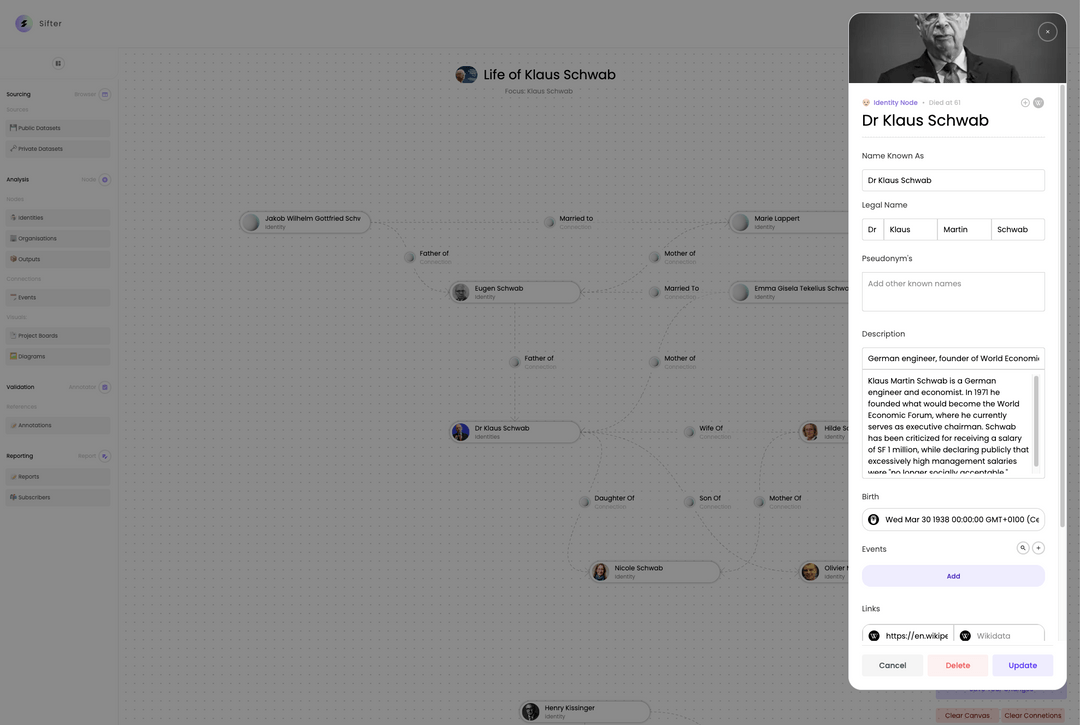 Sifter
Life of Klaus Schwab
Focus: Klaus Schwab
Sourcing
Browse
Sources
Public Datasets
Private Datasets
Analysis
Node
Nodes
Identities
Organisations
Outputs
Connections
Events
Visuals
Project Boards
Diagrams
Validation
Annotation
References
Annotations
Reporting
Report
Reports
Subscribers
Jakob Wilhelm Gottfried Schv
Identity
Married to
Connection
Marie Lappert
Identity
Father of
Connection
Mother of
Connection
Eugen Schwab
Identity
Married To
Connection
Emma Gisela Tekelius Schwa
Identity
Father of
Connection
Mother of
Connection
Dr Klaus Schwab
Identities
Wife Of
Connection
Hilde S
Identity
Daughter Of
Connection
Son Of
Connection
Mother Of
Connection
Nicole Schwab
Identity
Olivier
Identity
Henry Kissinger
Identity
Identity Node • Died at 61
Dr Klaus Schwab
Name Known As
Dr Klaus Schwab
Legal Name
Dr Klaus Martin Schwab
Pseudonym's
Add other known names
Description
German engineer, founder of World Economi
Klaus Martin Schwab is a German
engineer and economist. In 1971 he
founded what would become the World
Economic Forum, where he currently
serves as executive chairman. Schwab
has been criticized for receiving a salary
of SF 1 million, while declaring publicly that
excessively high management salaries
were "no longer socially acceptable."
Birth
Wed Mar 30 1938 00:00:00 GMT+0100 (Ce
Events
Add
Links
https://en.wikipe
Wikidata
Cancel
Delete
Update
Clear Canvas
Clear Connetions